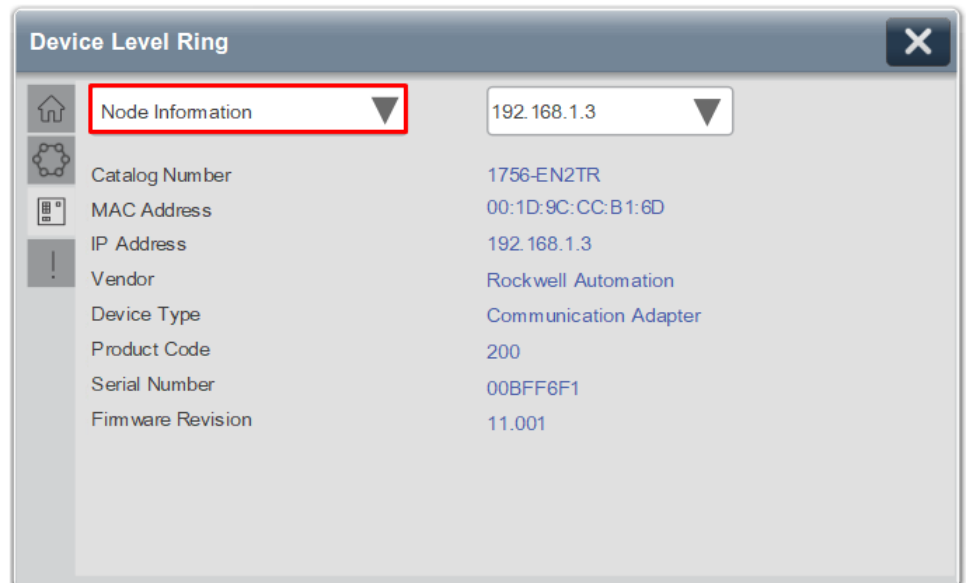 Device Level Ring
Node Information 192.168.1.3
Catalog Number 1756-EN2TR
MAC Address 00:1D:9C:CC:B1:6D
IP Address 192.168.1.3
Vendor Rockwell Automation
Device Type Communication Adapter
Product Code 200
Serial Number 00BFF6F1
Firmware Revision 11.001